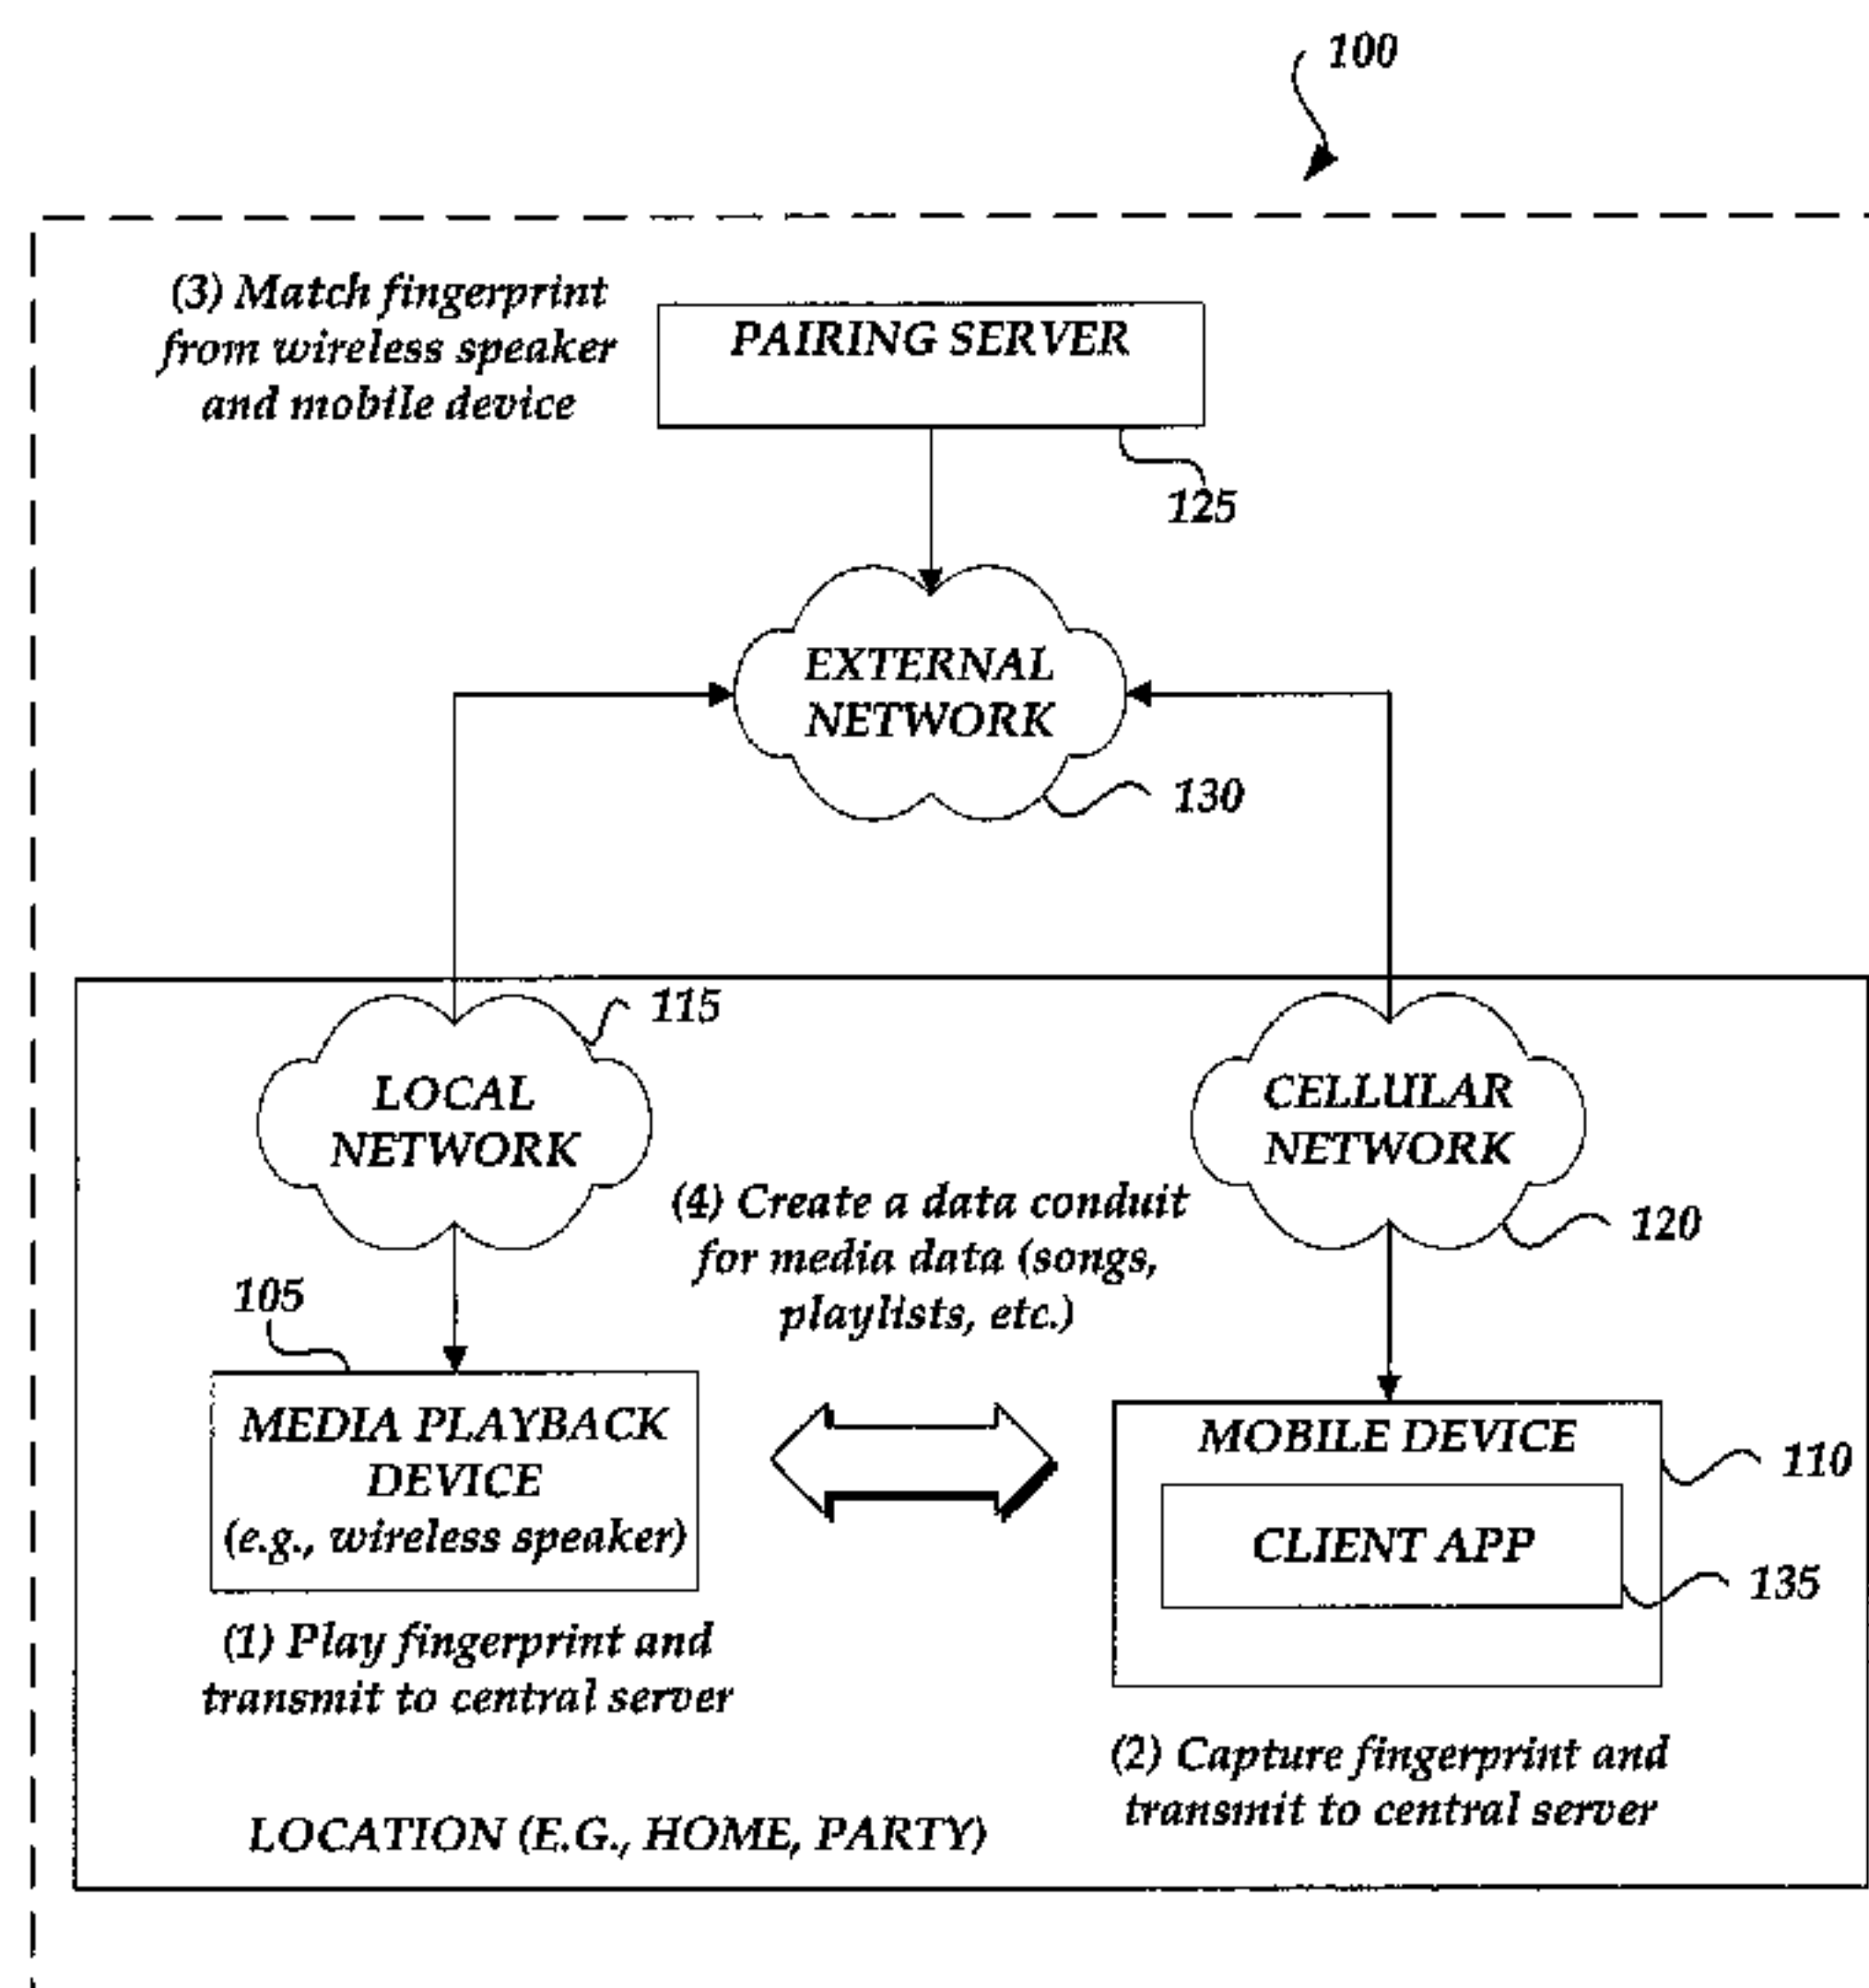 100
(3) Match fingerprint
from wireless speaker
and mobile device
PAIRING SERVER
125
EXTERNAL
NETWORK
130
115
LOCAL
NETWORK
CELLULAR
NETWORK
120
(4) Create a data conduit
for media data (songs,
playlists, etc.)
105
MEDIA PLAYBACK
DEVICE
(e.g., wireless speaker)
MOBILE DEVICE
110
CLIENT APP
135
(1) Play fingerprint and
transmit to central server
(2) Capture fingerprint and
transmit to central server
LOCATION (E.G., HOME, PARTY)